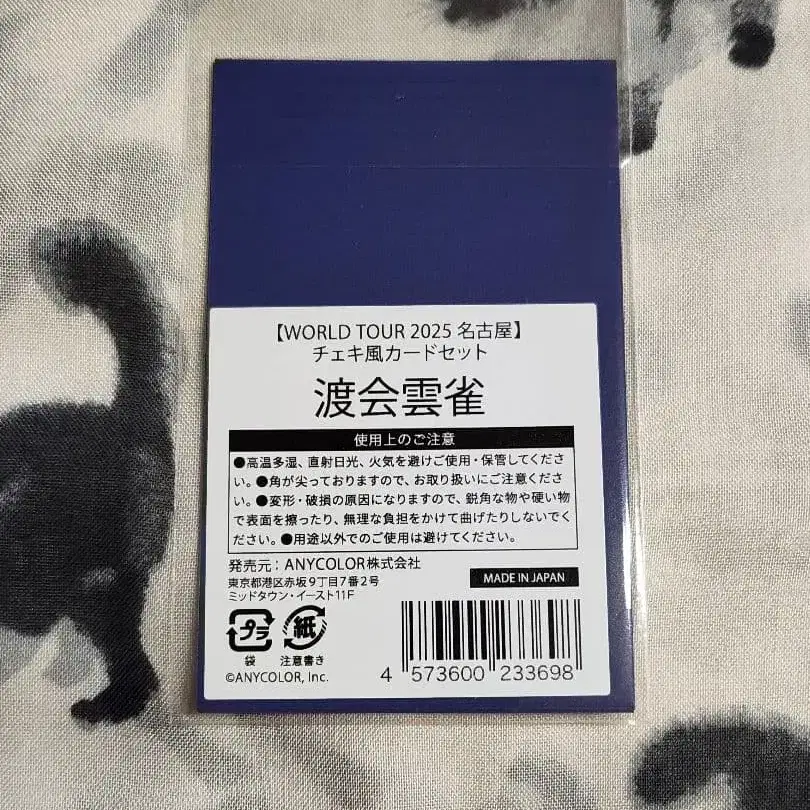 【WORLD TOUR 2025 名古屋】
チェキ風カードセット
渡会雲雀
使用上のご注意
●高温多湿、直射日光、火気を避けご使用・保管してくださ
い。●角が尖っておりますので、お取り扱いにご注意くださ
い。●変形・破損の原因になりますので、鋭角な物や硬い物
で表面を擦ったり、無理な負担をかけて曲げたりしないでく
ださい。●用途以外でのご使用は避けてください。
発売元：ANYCOLOR株式会社
東京都港区赤坂9丁目7番2号
ミッドタウン・イースト11F
MADE IN JAPAN
プラ
紙
袋
注意書き
©ANYCOLOR, Inc.
4 573600 233698